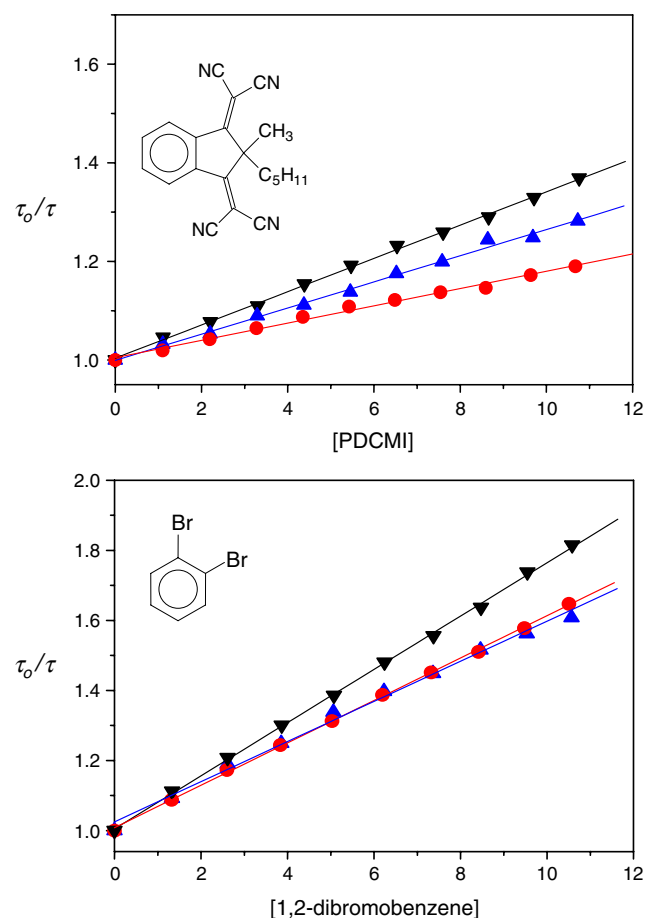 1.6
1.4
1.2
1.0
τₒ/τ
NC
CN
CH₃
C₅H₁₁
NC
CN
0 2 4 6 8 10 12
[PDCMI]
2.0
1.8
1.6
1.4
1.2
1.0
τₒ/τ
Br
Br
0 2 4 6 8 10 12
[1,2-dibromobenzene]